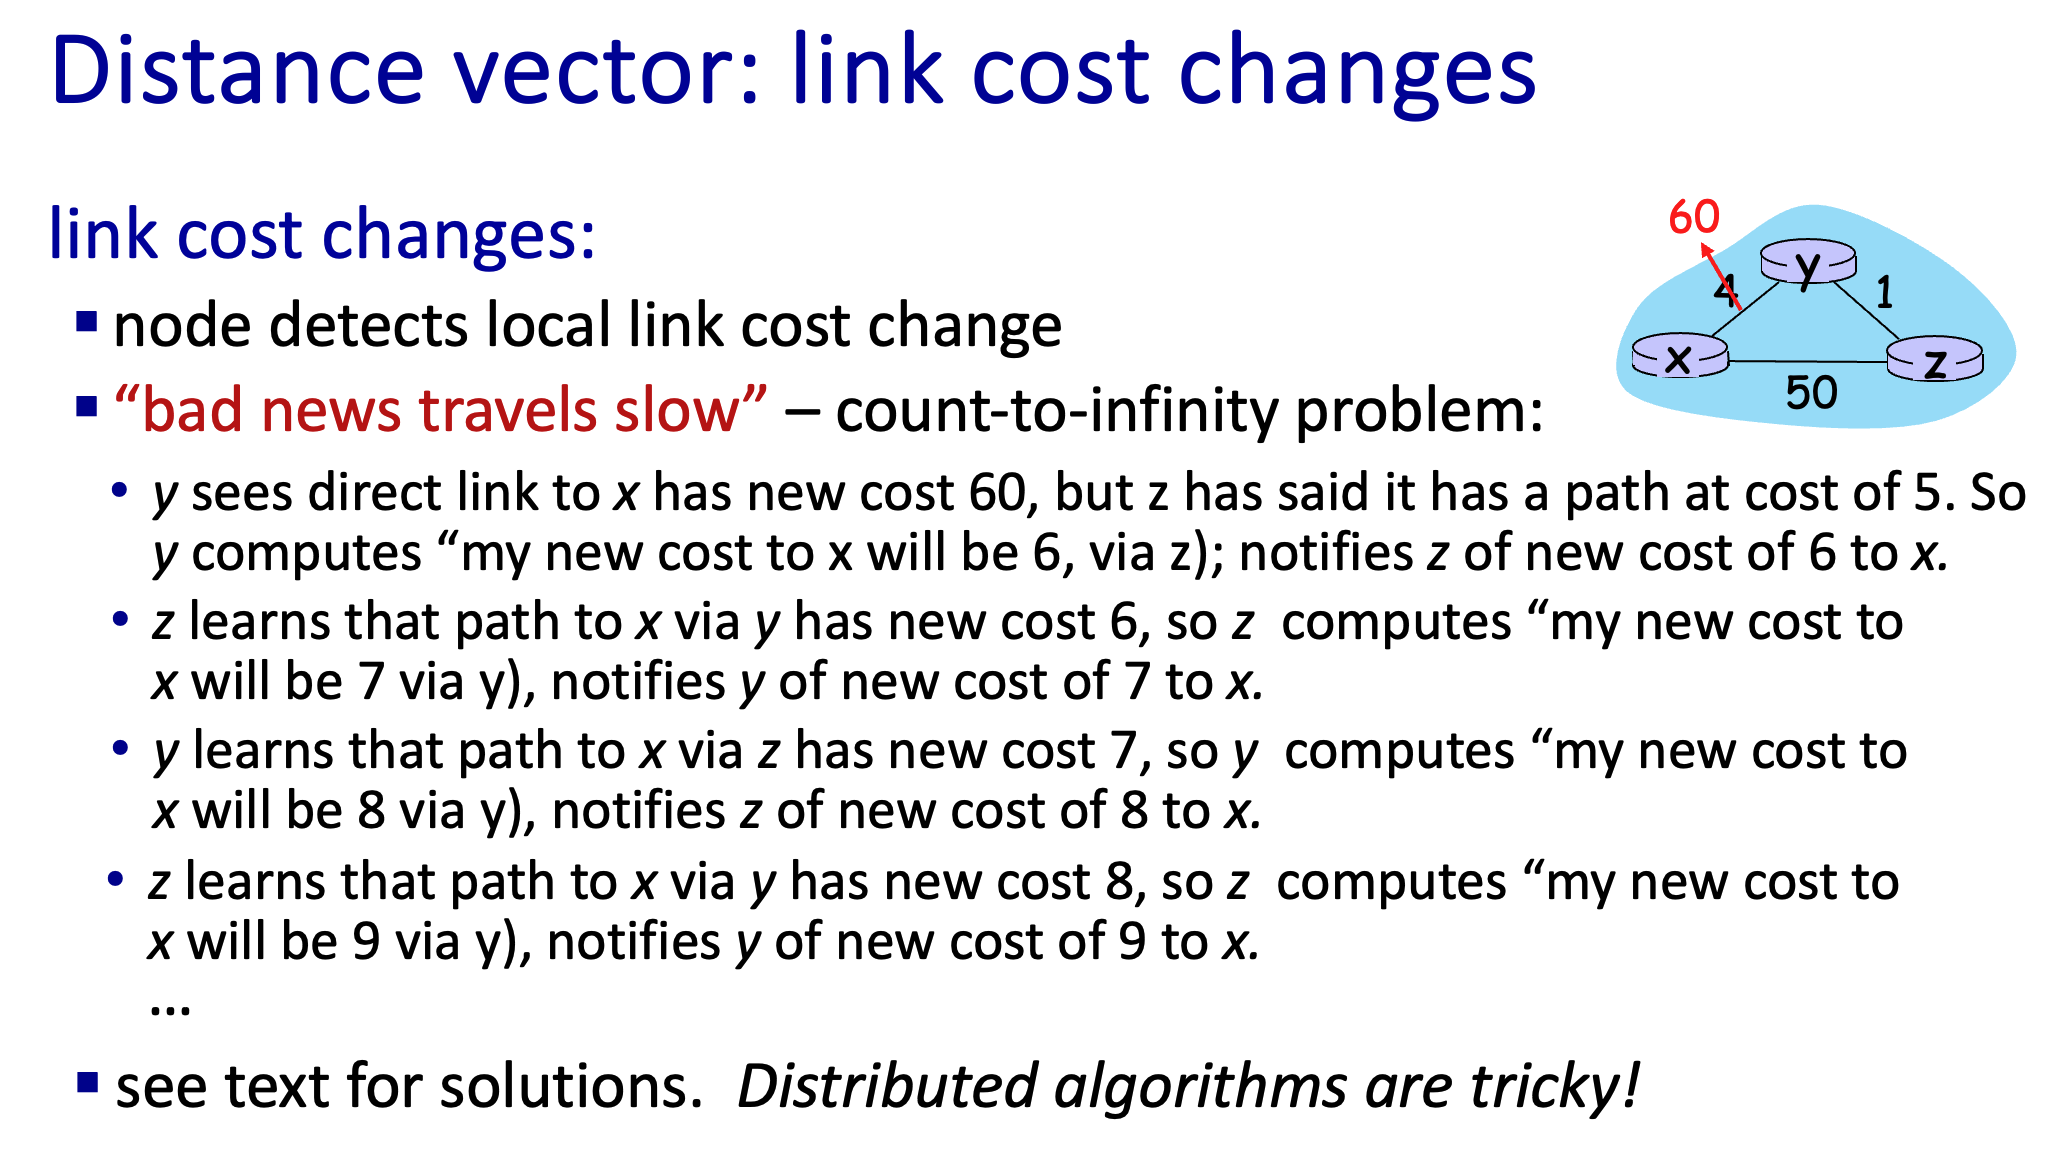 Distance vector: link cost changes
link cost changes:
▪ node detects local link cost change
▪ “bad news travels slow” – count-to-infinity problem:
• y sees direct link to x has new cost 60, but z has said it has a path at cost of 5. So
y computes “my new cost to x will be 6, via z); notifies z of new cost of 6 to x.
• z learns that path to x via y has new cost 6, so z computes “my new cost to
x will be 7 via y), notifies y of new cost of 7 to x.
• y learns that path to x via z has new cost 7, so y computes “my new cost to
x will be 8 via y), notifies z of new cost of 8 to x.
• z learns that path to x via y has new cost 8, so z computes “my new cost to
x will be 9 via y), notifies y of new cost of 9 to x.
...
▪ see text for solutions. Distributed algorithms are tricky!
60
y
4
1
x
z
50